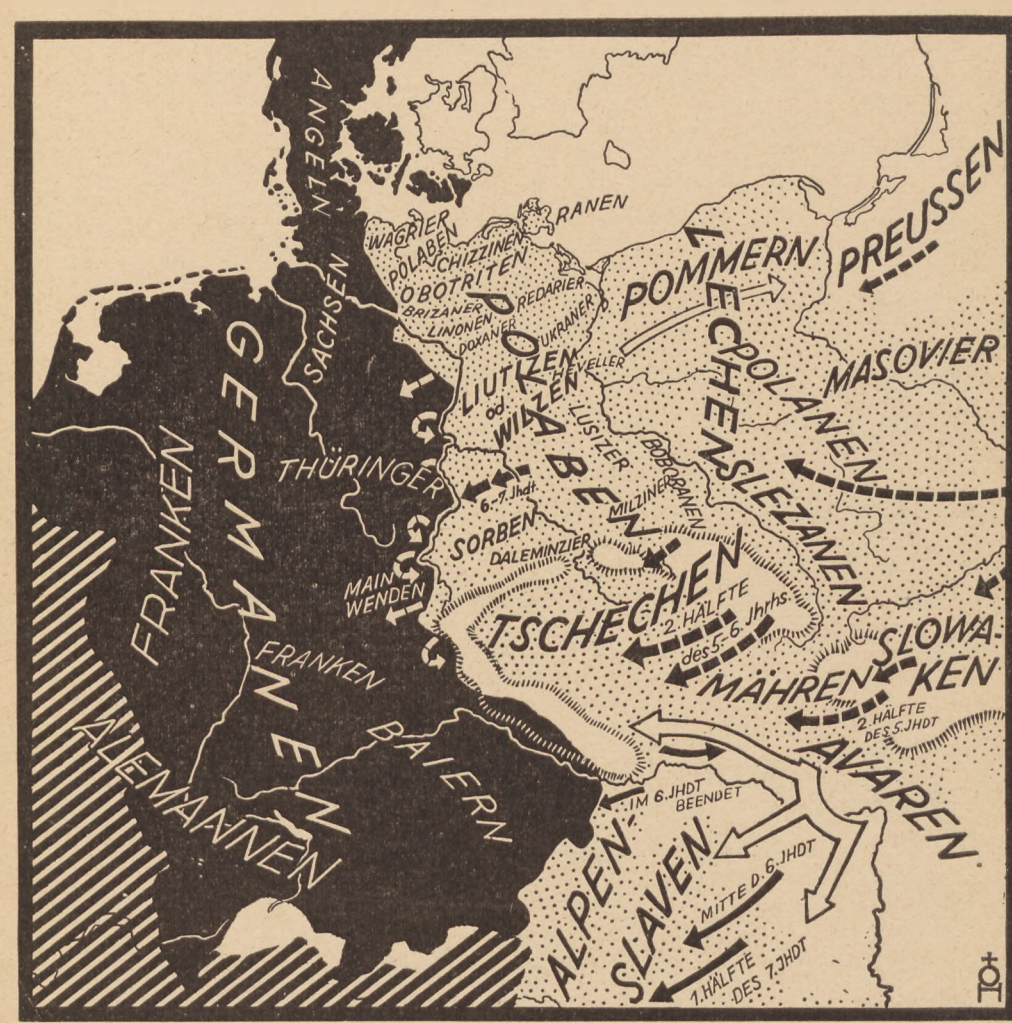 ANGELN
SACHSEN
GERMANEN
FRANKEN
THÜRINGER
MAIN
WENDEN
FRANKEN
BAIERN
ALLEMANNEN
WAGRIER
POLABEN
CHIZZINEN
OBOTRITEN
RANEN
REDARIER
BRIZANER
LINONEN
DOXANER
UKRANER
HEVELLER
POLABEN
LIUTIZEN
od
WILZEN
LUSIZER
6.-7. Jhdt
SORBEN
DALEMINZIER
MILZINER
BOBORANEN
POMMERN
LECHEN
PREUSSEN
MASOVIER
POLANEN
SLEZANEN
TSCHECHEN
2. HÄLFTE
des 5.-6. Jhrhs.
MÄHREN
SLOWA-
KEN
2. HÄLFTE
DES 5. JHDT
AVAREN
IM 6. JHDT
BEENDET
ALPEN-
SLAVEN
MITTE D. 6. JHDT
1. HÄLFTE
DES 7. JHDT